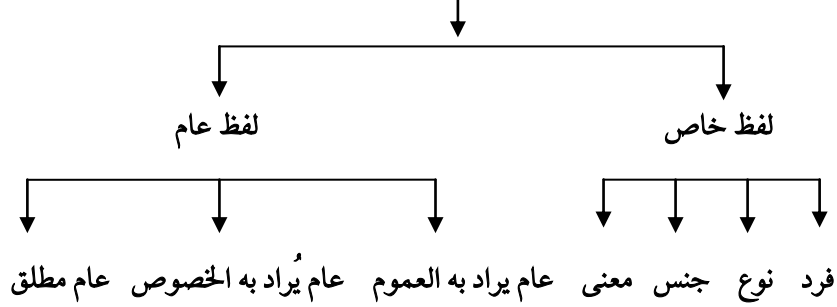 لفظ خاص لفظ عام
فرد نوع جنس معنى عام يراد به العموم عام يُراد به الخصوص عام مطلق